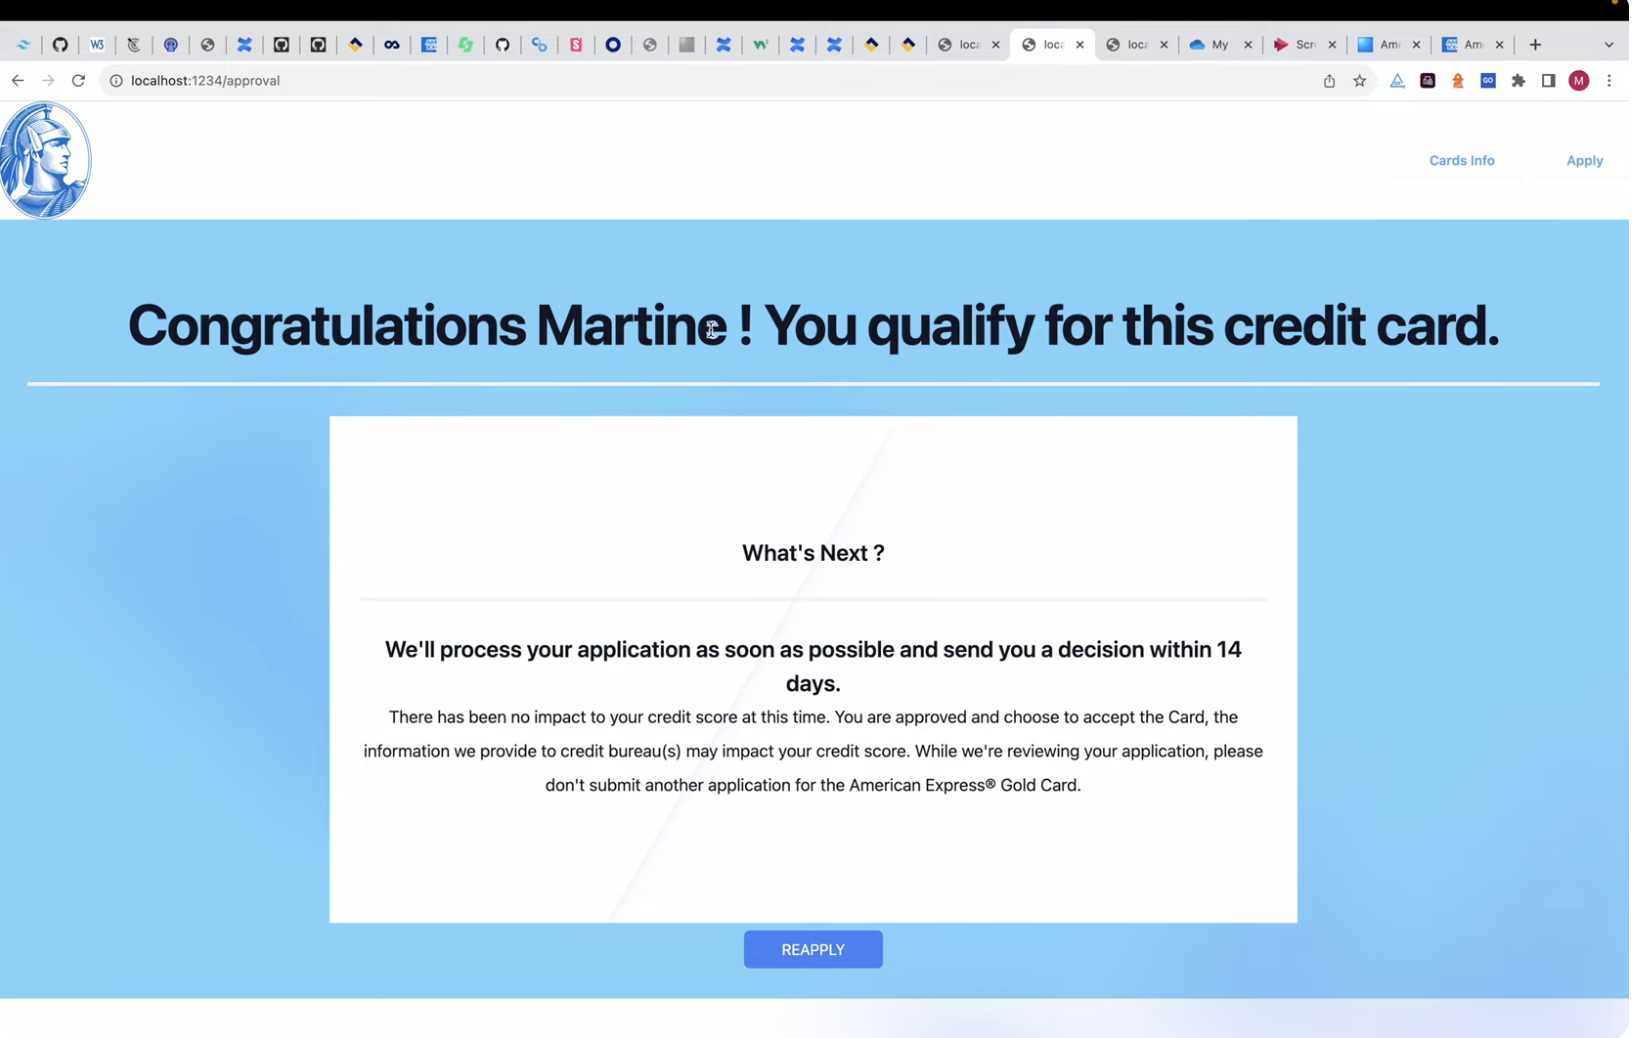 W3
loca
loca
loca
My
Scr
Am
Am
localhost:1234/approval
GO
M
Cards Info
Apply
Congratulations Martine ! You qualify for this credit card.
What's Next ?
We'll process your application as soon as possible and send you a decision within 14
days.
There has been no impact to your credit score at this time. You are approved and choose to accept the Card, the
information we provide to credit bureau(s) may impact your credit score. While we're reviewing your application, please
don't submit another application for the American Express® Gold Card.
REAPPLY